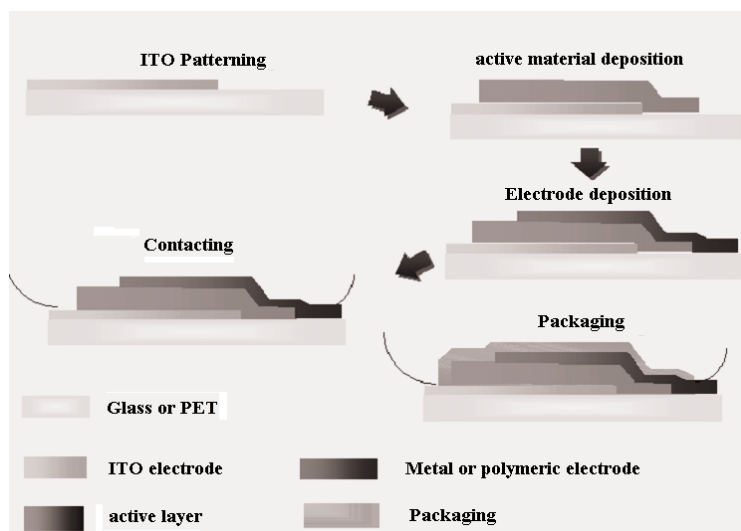 ITO Patterning
active material deposition
Electrode deposition
Contacting
Packaging
Glass or PET
ITO electrode
Metal or polymeric electrode
active layer
Packaging